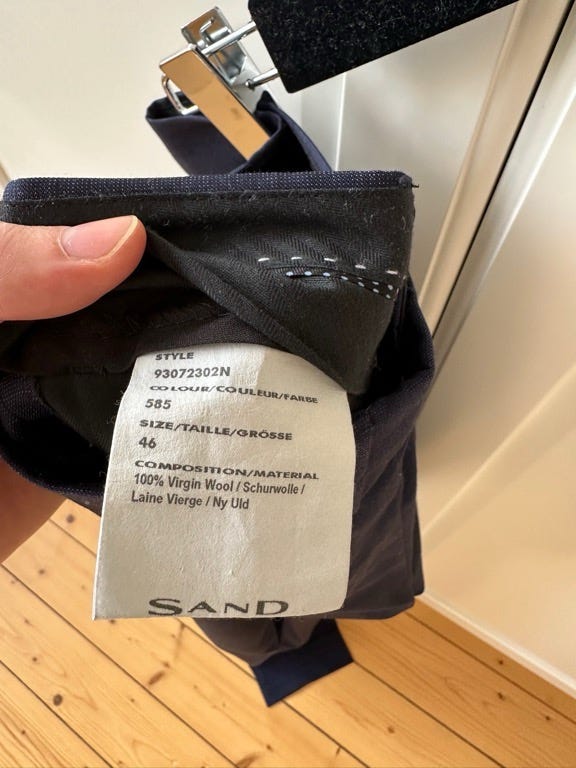 STYLE
93072302N
COLOUR/COULEUR/FARBE
585
SIZE/TAILLE/GRÖSSE
46
COMPOSITION/MATERIAL
100% Virgin Wool / Schurwolle /
Laine Vierge / Ny Uld
SAND